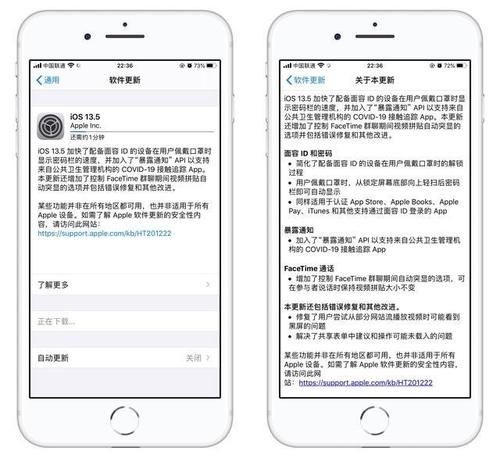 中国联通
22:36
73%
通用
软件更新
iOS 13.5
Apple Inc.
还需约1分钟
iOS 13.5 加快了配备面容 ID 的设备在用户佩戴口罩时显
示密码栏的速度，并加入了“暴露通知” API 以支持
来自公共卫生管理机构的 COVID-19 接触追踪 App。
本更新还增加了控制 FaceTime 群聊期间视频拼贴
自动突显的选项并包括错误修复和其他改进。
某些功能并非在所有地区都可用，也并非适用于所有
Apple 设备。如需了解 Apple 软件更新的安全性内
容，请访问此网站：
https://support.apple.com/kb/HT201222
了解更多
正在下载...
自动更新
关闭
中国联通
22:36
72%
软件更新
关于本更新
iOS 13.5 加快了配备面容 ID 的设备在用户佩戴口罩时显
示密码栏的速度，并加入了“暴露通知” API 以支持来自公
共卫生管理机构的 COVID-19 接触追踪 App。本更新
还增加了控制 FaceTime 群聊期间视频拼贴自动突显的
选项并包括错误修复和其他改进。
面容 ID 和密码
• 简化了配备面容 ID 的设备在用户佩戴口罩时的解锁
过程
• 用户佩戴口罩时，从锁定屏幕底部向上轻扫后密码
栏即可自动显示
• 同样适用于认证 App Store、Apple Books、Apple
Pay、iTunes 和其他支持通过面容 ID 登录的 App
暴露通知
• 加入了“暴露通知” API 以支持来自公共卫生管理机构
的 COVID-19 接触追踪 App
FaceTime 通话
• 增加了控制 FaceTime 群聊期间自动突显的选项，可
在参与者说话时保持视频拼贴大小不变
本更新还包括错误修复和其他改进。
• 修复了用户尝试从部分网站流播放视频时可能看到
黑屏的问题
• 解决了共享表单中建议和操作可能未载入的问题
某些功能并非在所有地区都可用，也并非适用于所有
Apple 设备。如需了解 Apple 软件更新的安全性内容，
请访问此网
站：https://support.apple.com/kb/HT201222